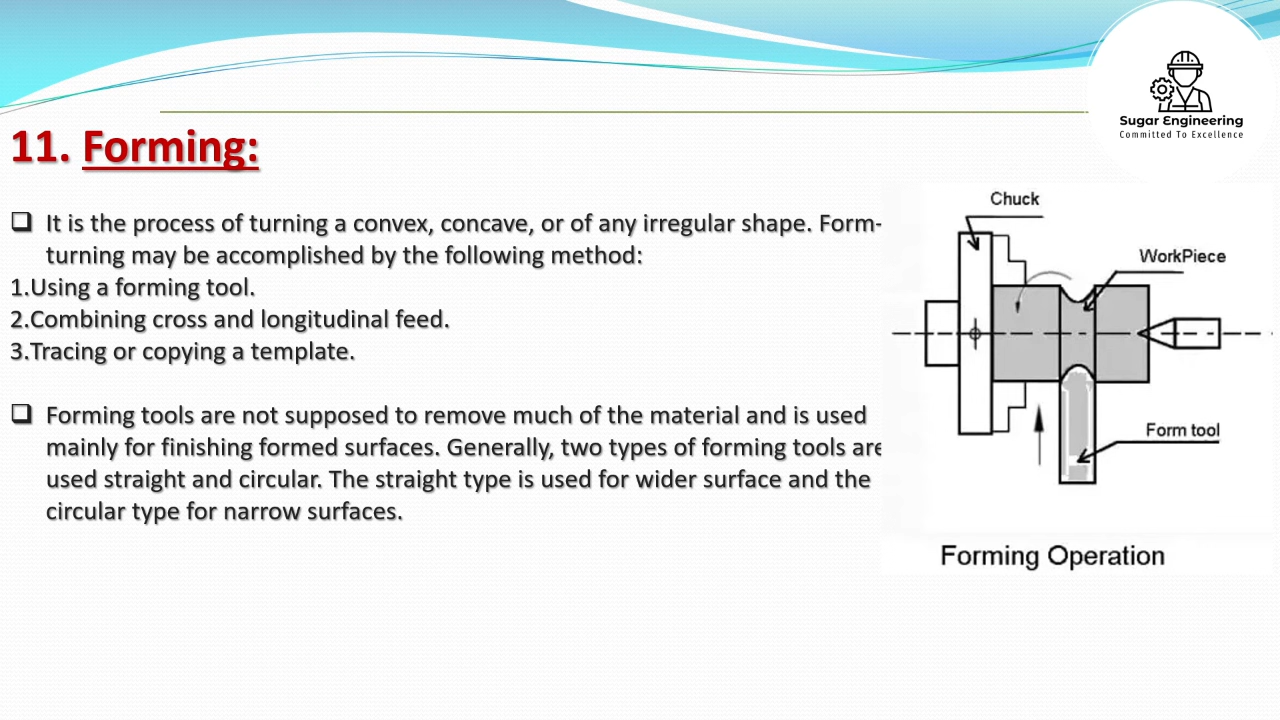 Sugar Engineering
Committed To Excellence
11. Forming:
❑ It is the process of turning a convex, concave, or of any irregular shape. Form-
turning may be accomplished by the following method:
1.Using a forming tool.
2.Combining cross and longitudinal feed.
3.Tracing or copying a template.
❑ Forming tools are not supposed to remove much of the material and is used
mainly for finishing formed surfaces. Generally, two types of forming tools are
used straight and circular. The straight type is used for wider surface and the
circular type for narrow surfaces.
Chuck
WorkPiece
Form tool
Forming Operation